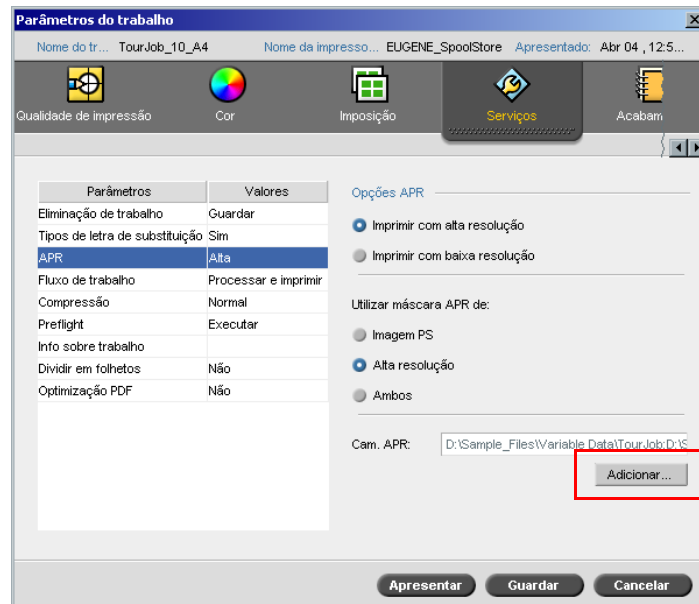 Parâmetros do trabalho
Nome do tr... TourJob_10_A4 Nome da impresso... EUGENE_SpoolStore Apresentado: Abr 04 , 12:5...
Qualidade de impressão Cor Imposição Serviços Acabam
Parâmetros Valores
Eliminação de trabalho Guardar
Tipos de letra de substituição Sim
APR Alta
Fluxo de trabalho Processar e imprimir
Compressão Normal
Preflight Executar
Info sobre trabalho
Dividir em folhetos Não
Optimização PDF Não
Opções APR
Imprimir com alta resolução
Imprimir com baixa resolução
Utilizar máscara APR de:
Imagem PS
Alta resolução
Ambos
Cam. APR: D:\Sample_Files\Variable Data\TourJob;D:\S
Adicionar...
Apresentar Guardar Cancelar